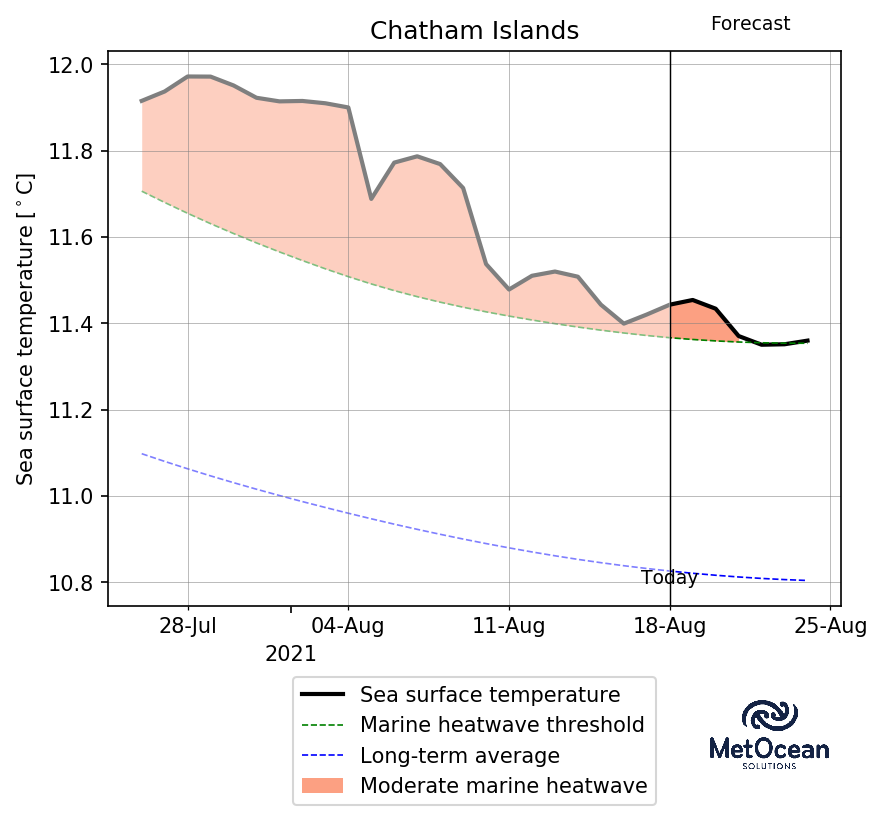 Forecast
Chatham Islands
Sea surface temperature [°C]
12.0
11.8
11.6
11.4
11.2
11.0
10.8
Today
28-Jul 04-Aug 11-Aug 18-Aug 25-Aug
2021
Sea surface temperature
Marine heatwave threshold
Long-term average
Moderate marine heatwave
MetOcean
SOLUTIONS